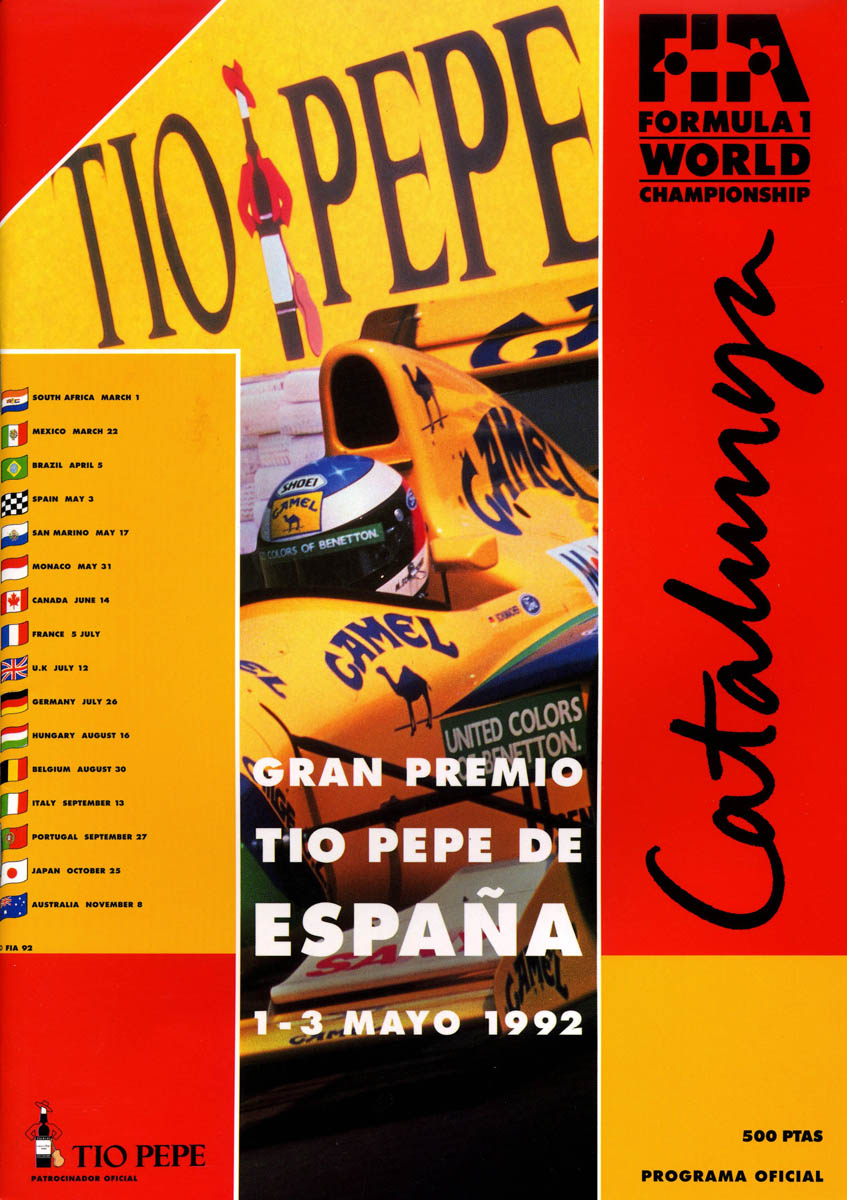 TIO PEPE
FIA
FORMULA 1
WORLD
CHAMPIONSHIP
Catalunya
SOUTH AFRICA MARCH 1
MEXICO MARCH 22
BRAZIL APRIL 5
SPAIN MAY 3
SAN MARINO MAY 17
MONACO MAY 31
CANADA JUNE 14
FRANCE 5 JULY
U.K JULY 12
GERMANY JULY 26
HUNGARY AUGUST 16
BELGIUM AUGUST 30
ITALY SEPTEMBER 13
PORTUGAL SEPTEMBER 27
JAPAN OCTOBER 25
AUSTRALIA NOVEMBER 8
© FIA 92
CAMEL
SHOEI
CAMEL
COLORS OF BENETTON.
CAMEL
UNITED COLORS
OF BENETTON.
GRAN PREMIO
TIO PEPE DE
ESPAÑA
CAMEL
1-3 MAYO 1992
CAMEL
TIO PEPE
PATROCINADOR OFICIAL
500 PTAS
PROGRAMA OFICIAL